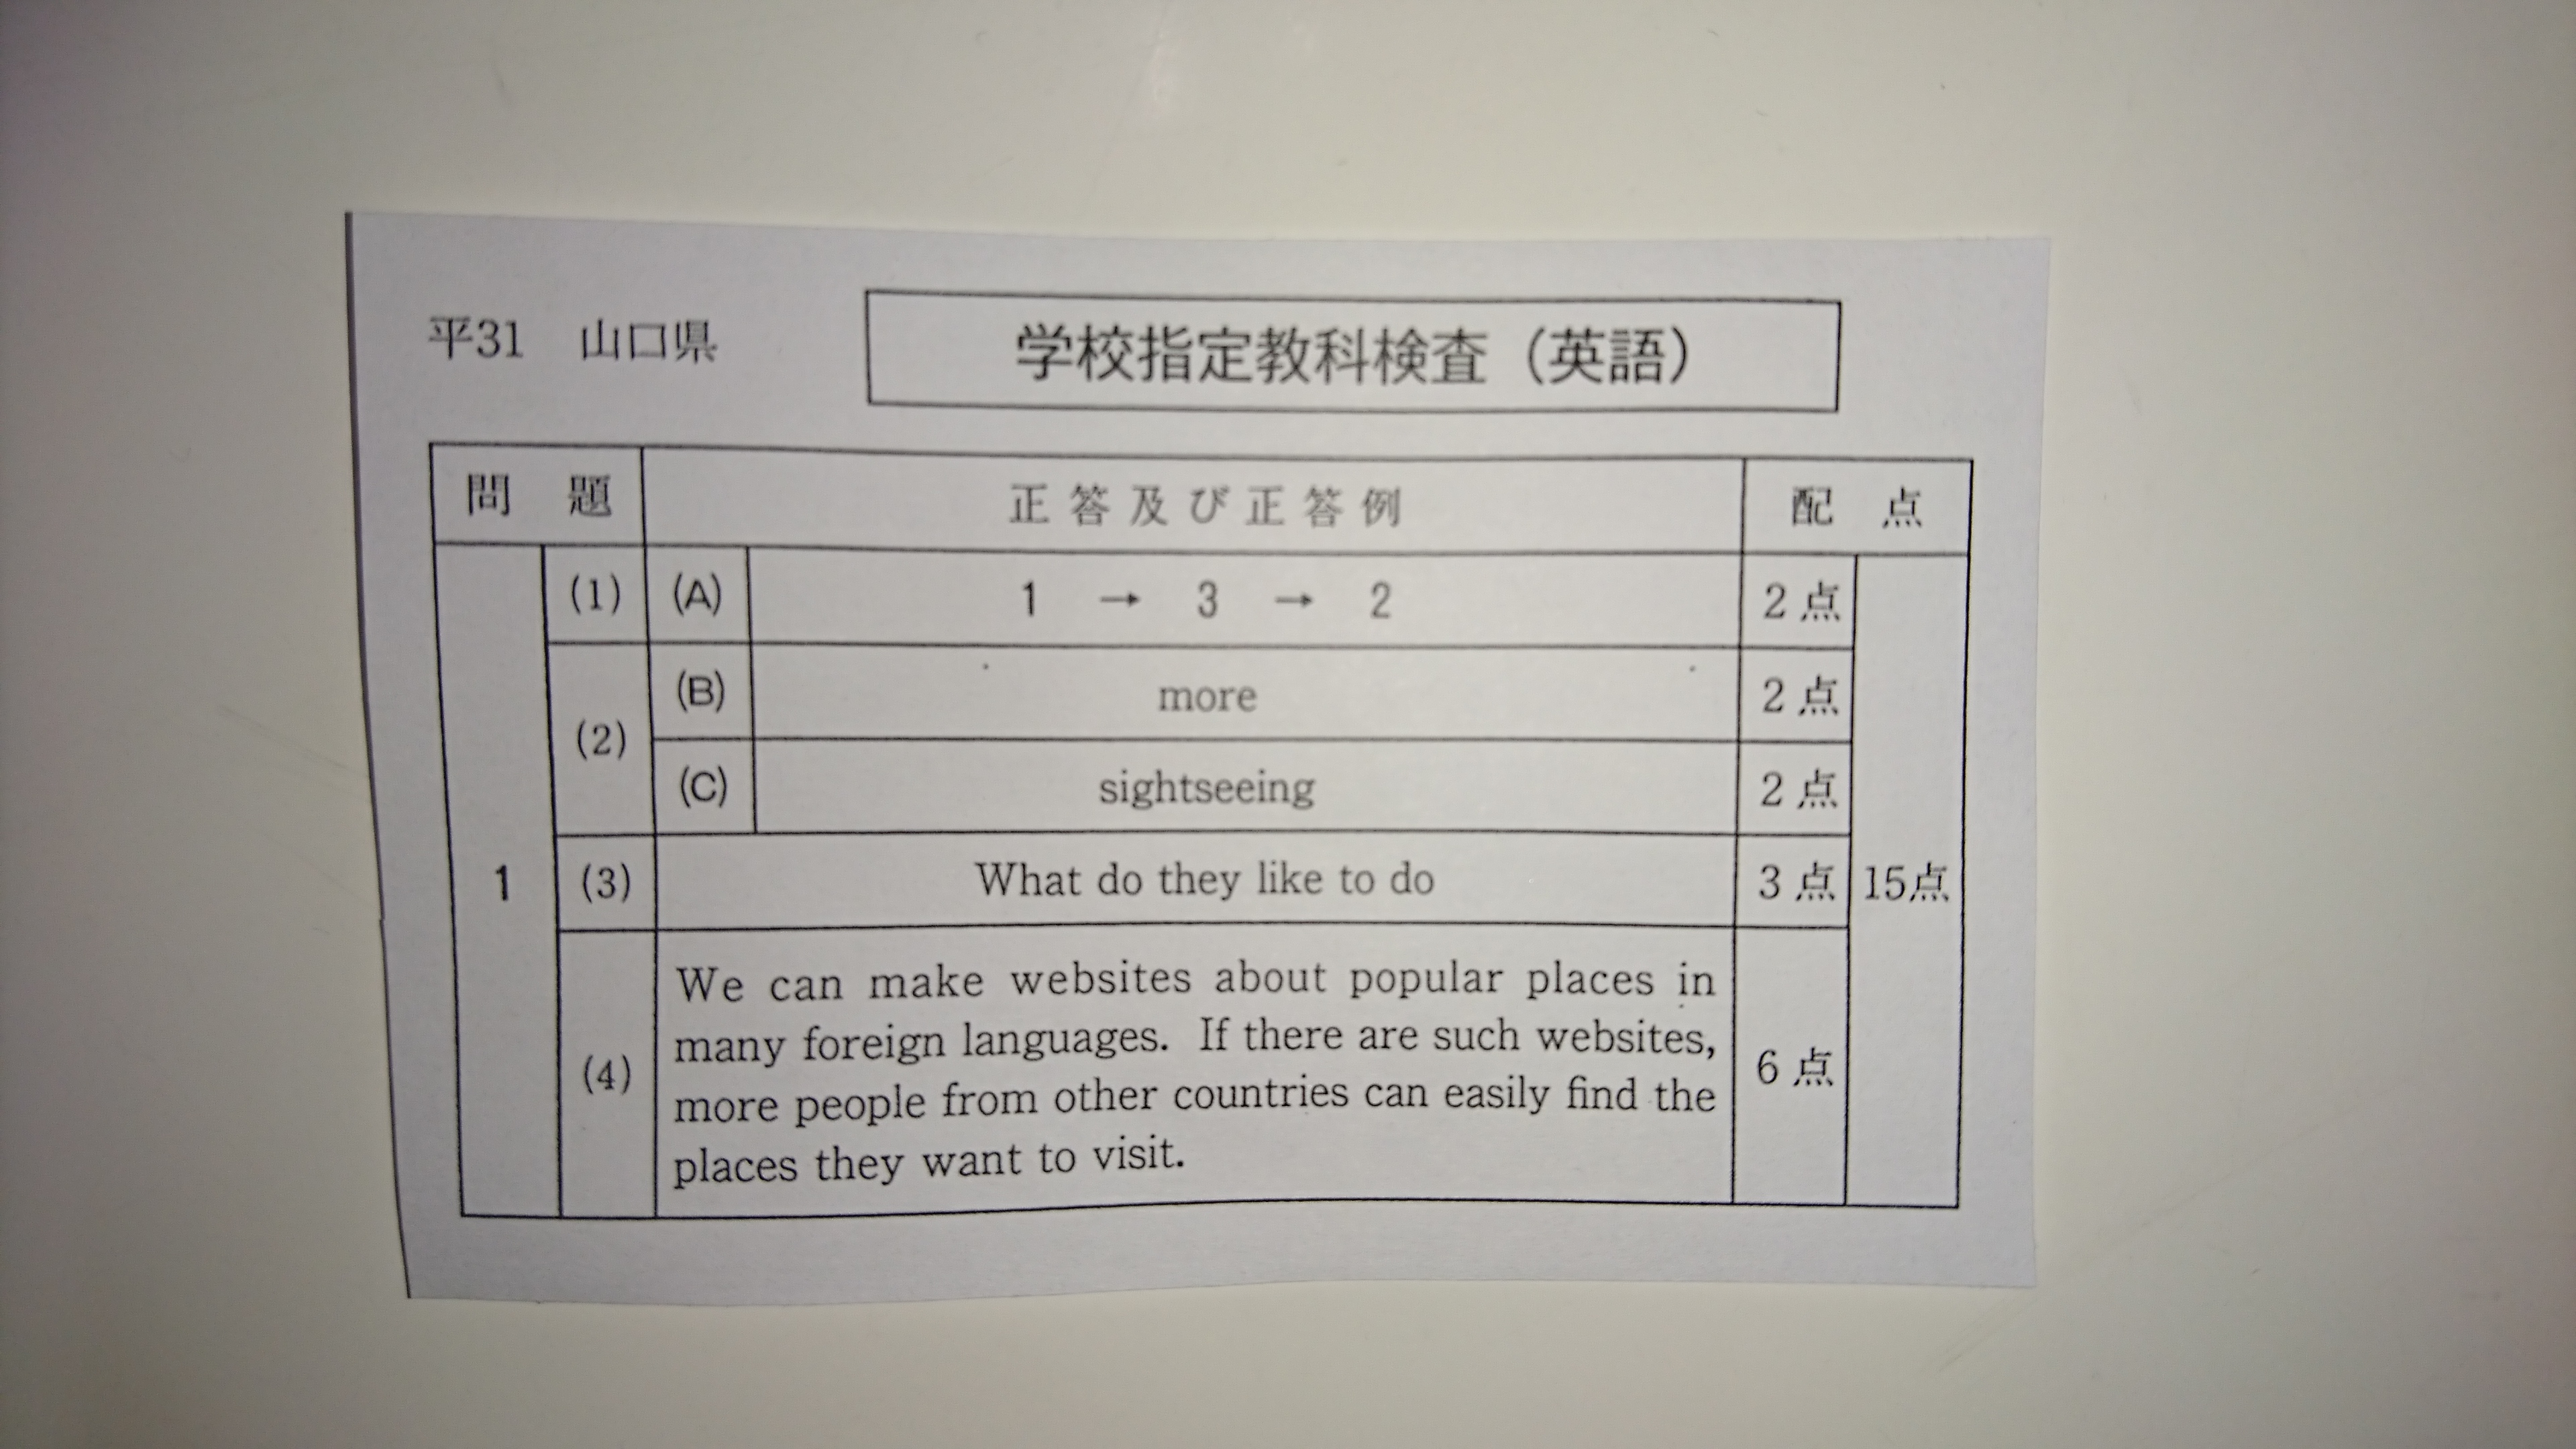 平31 山口県
学校指定教科検査（英語）
問題 正答及び正答例 配点
1
(1) (A) 1 → 3 → 2 2点
(2)
(B) more 2点
(C) sightseeing 2点
(3) What do they like to do 3点
15点
(4)
We can make websites about popular places in
many foreign languages. If there are such websites,
more people from other countries can easily find the
places they want to visit.
6点